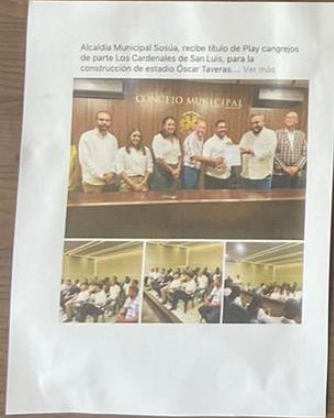 Alcaldía Municipal Sosúa, recibe título de Play cangrejos
de parte Los Cardenales de San Luis, para la
construcción de estadio Óscar Taveras.... Ver más
CONCEJO MUNICIPAL